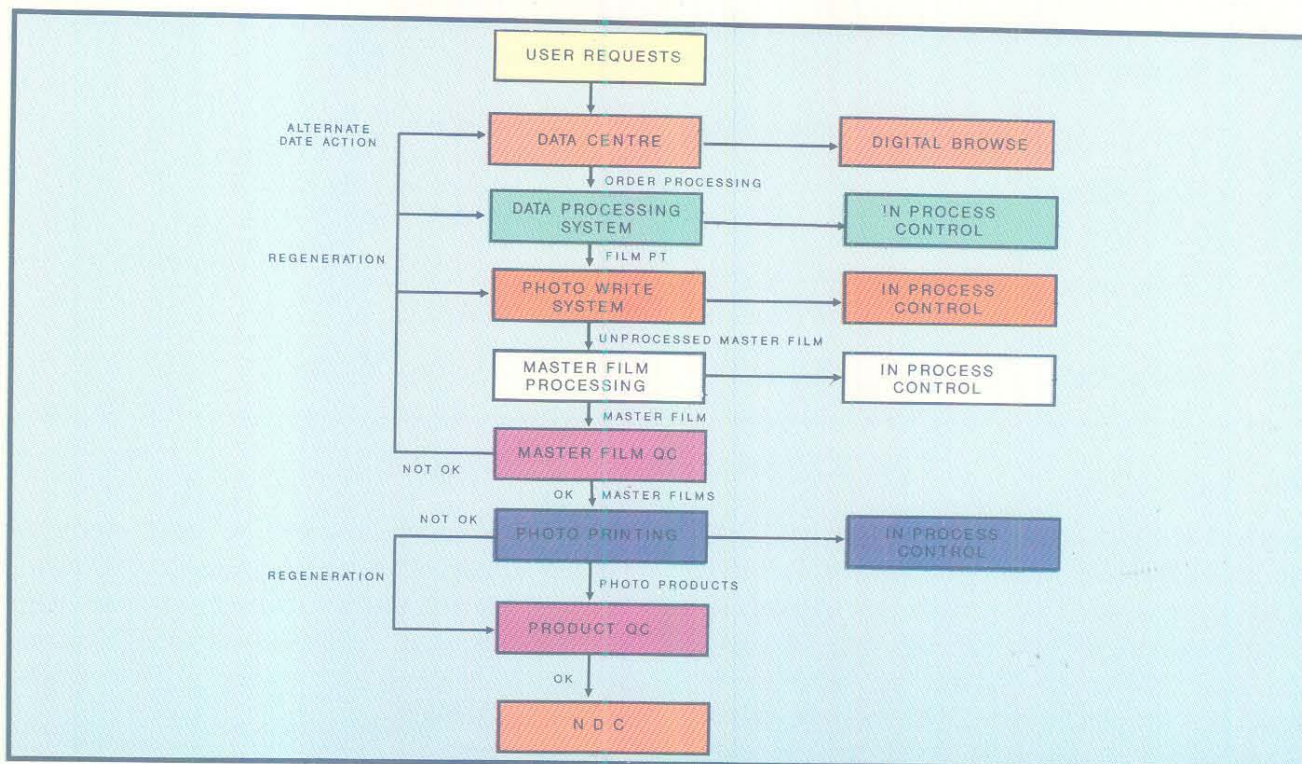 USER REQUESTS
ALTERNATE
DATE ACTION
DATA CENTRE
DIGITAL BROWSE
ORDER PROCESSING
DATA PROCESSING
SYSTEM
IN PROCESS
CONTROL
REGENERATION
FILM PT
PHOTO WRITE
SYSTEM
IN PROCESS
CONTROL
UNPROCESSED MASTER FILM
MASTER FILM
PROCESSING
IN PROCESS
CONTROL
MASTER FILM
MASTER FILM QC
NOT OK
OK
MASTER FILMS
NOT OK
PHOTO PRINTING
IN PROCESS
CONTROL
REGENERATION
PHOTO PRODUCTS
PRODUCT QC
OK
N D C